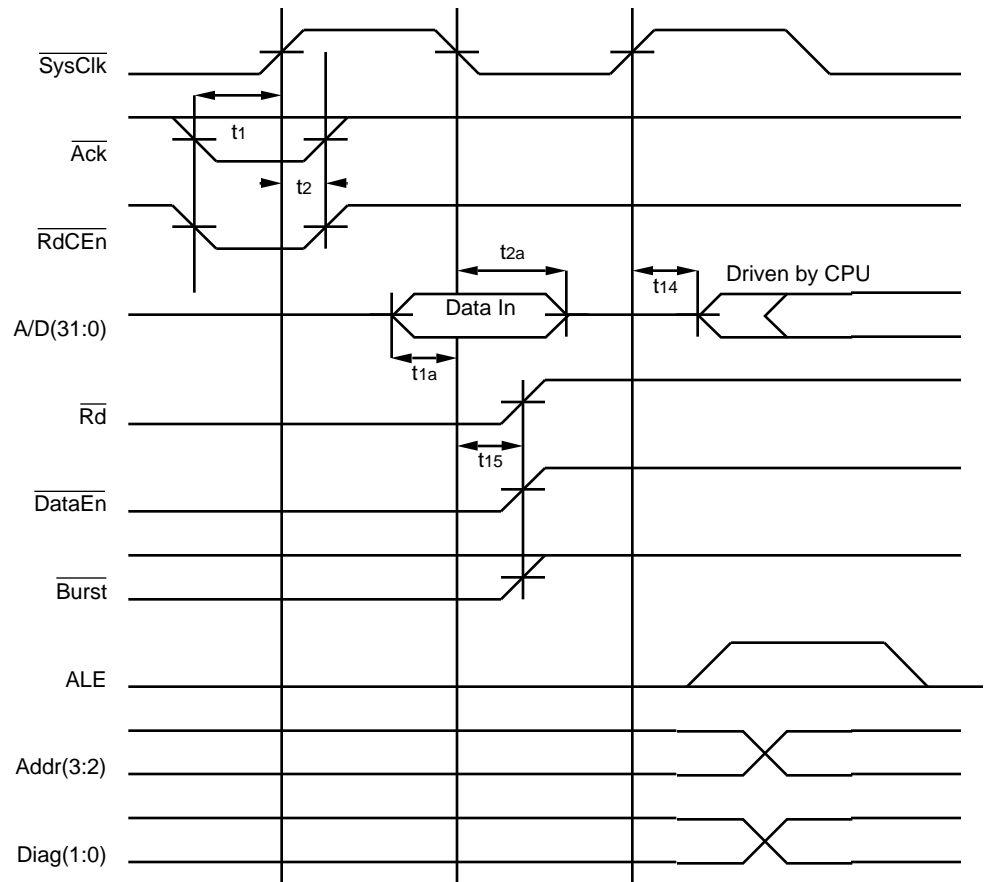 SysClk
t1
Ack
t2
RdCEn
t2a
t14
Driven by CPU
A/D(31:0)
Data In
t1a
Rd
t15
DataEn
Burst
ALE
Addr(3:2)
Diag(1:0)